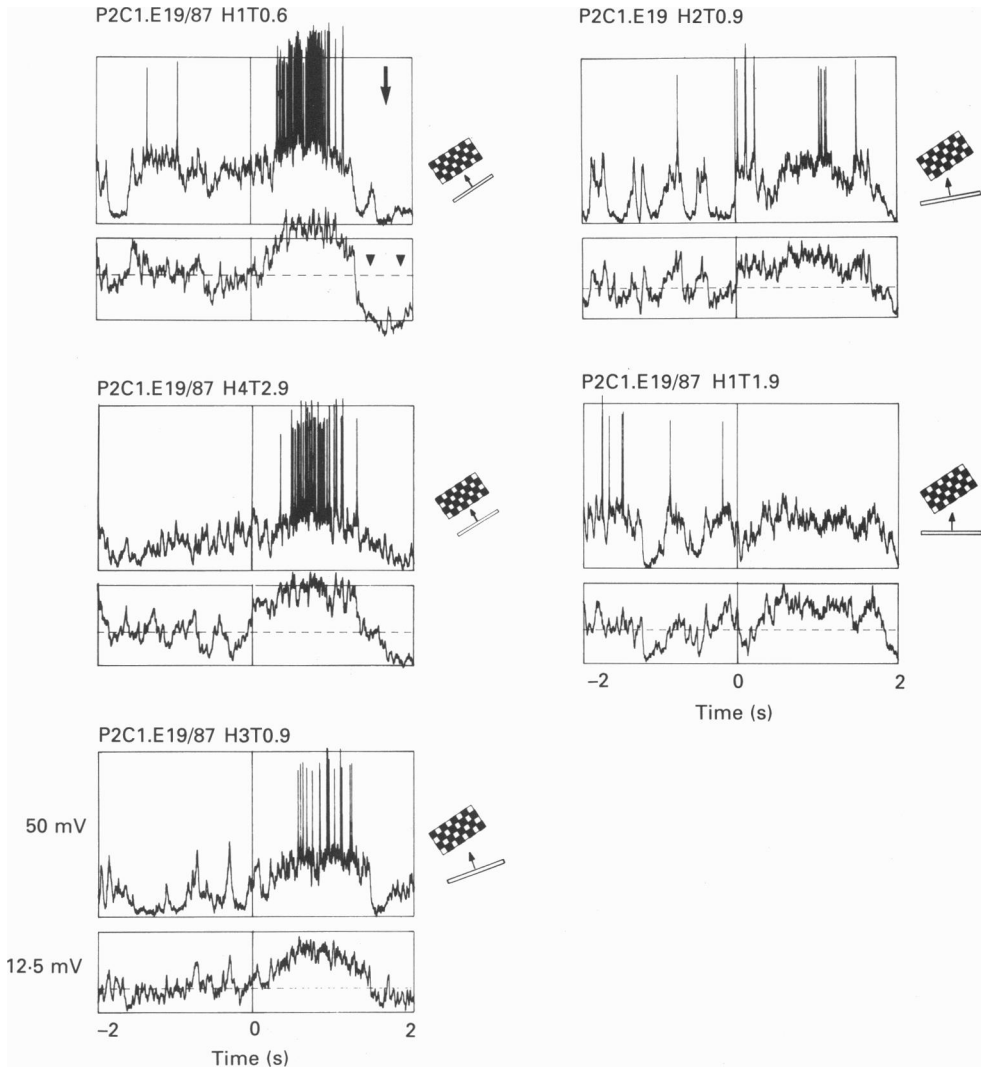 P2C1.E19/87 H1T0.6
P2C1.E19 H2T0.9
P2C1.E19/87 H4T2.9
P2C1.E19/87 H1T1.9
-2 0 2
Time (s)
P2C1.E19/87 H3T0.9
50 mV
12·5 mV
-2 0 2
Time (s)